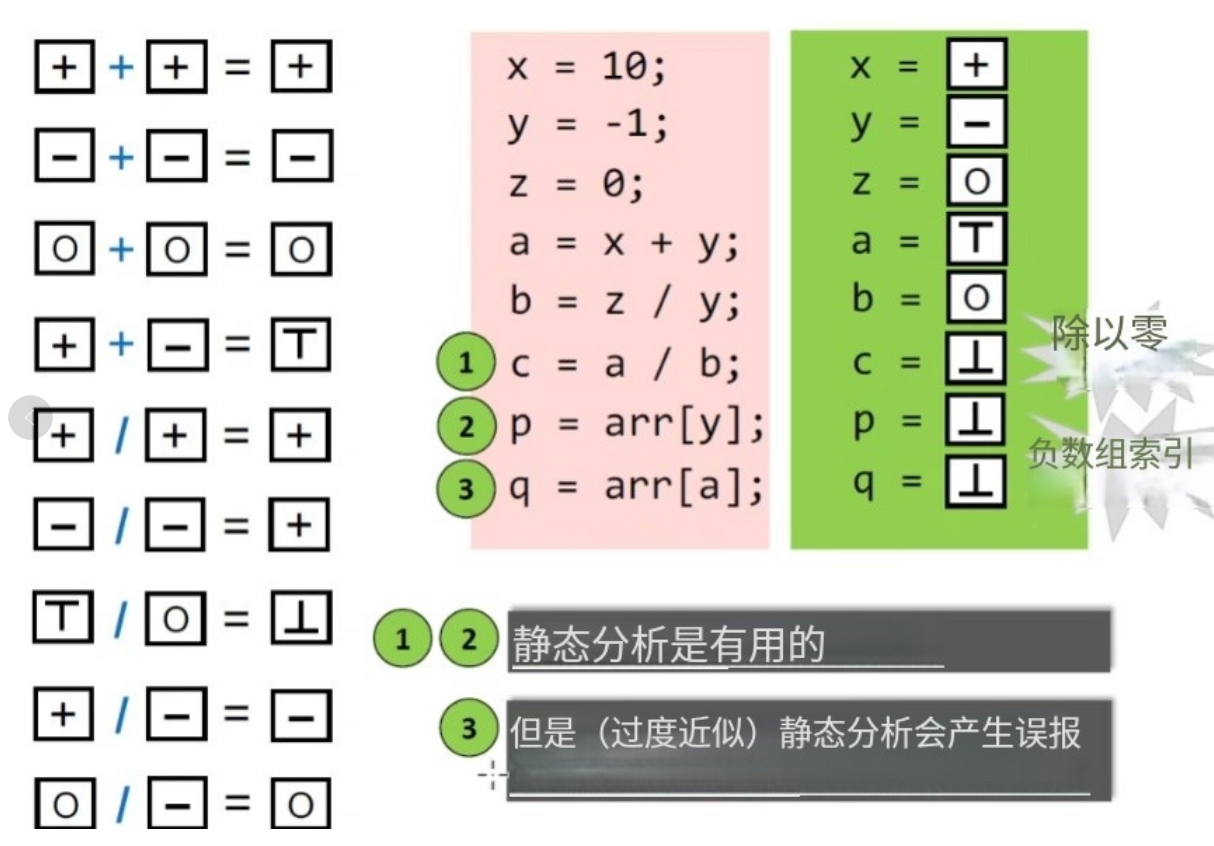 + + + = +
− + − = −
O + O = O
+ + − = ⊤
+ / + = +
− / − = +
⊤ / O = ⊥
+ / − = −
O / − = O
x = 10;
y = -1;
z = 0;
a = x + y;
b = z / y;
1 c = a / b;
2 p = arr[y];
3 q = arr[a];
x = +
y = −
z = O
a = ⊤
b = O
c = ⊥
p = ⊥
q = ⊥
除以零
负数组索引
1 2 静态分析是有用的
3 但是（过度近似）静态分析会产生误报